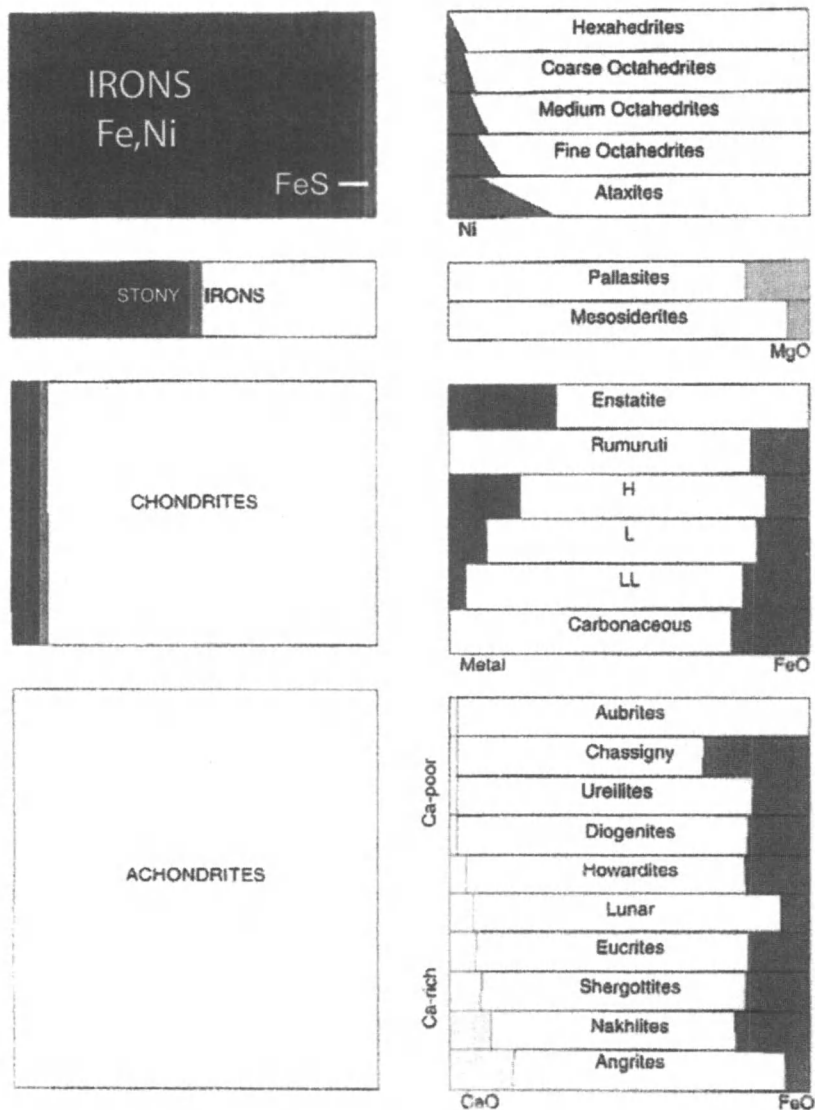 IRONS
Fe,Ni
FeS
Hexahedrites
Coarse Octahedrites
Medium Octahedrites
Fine Octahedrites
Ataxites
Ni
STONY IRONS
Pallasites
Mesosiderites
MgO
CHONDRITES
Enstatite
Rumuruti
H
L
LL
Carbonaceous
Metal FeO
ACHONDRITES
Ca-poor
Ca-rich
Aubrites
Chassigny
Ureilites
Diogenites
Howardites
Lunar
Eucrites
Shergottites
Nakhlites
Angrites
CaO FeO